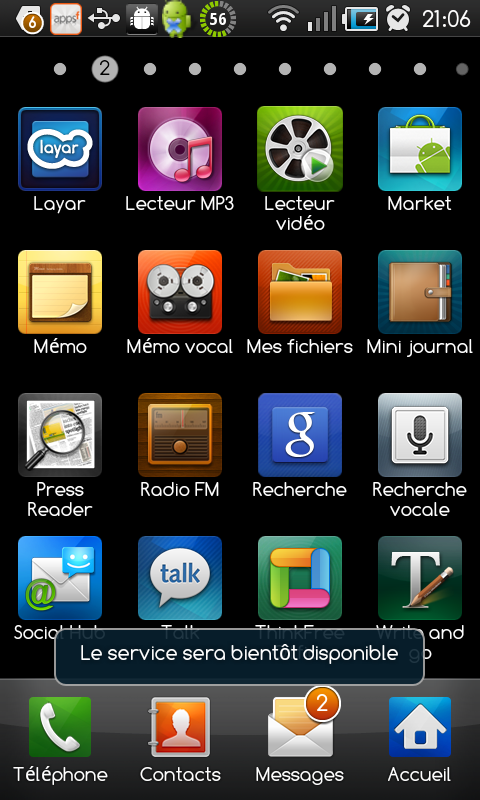 6 apps 56 21:06
2
layar
Layar Lecteur MP3 Lecteur vidéo Market
Mémo Mémo vocal Mes fichiers Mini journal
Press Reader Radio FM Recherche Recherche vocale
talk
Social Hub Talk ThinkFree Write and go
Le service sera bientôt disponible
2
Téléphone Contacts Messages Accueil